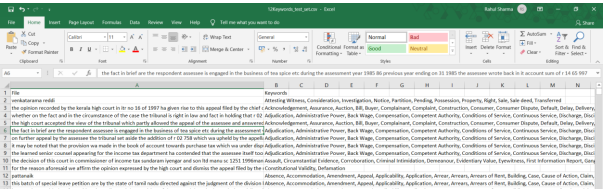 126keywords_test_srs.csv - Excel
Rahul Sharma
File Home Insert Page Layout Formulas Data Review View Help Tell me what you want to do
Share
Cut
Copy
Format Painter
Paste
Clipboard
Calibri 11
Font
Wrap Text
Merge & Center
Alignment
General
Number
Conditional Formatting
Format as Table
Normal Bad
Good Neutral
Styles
Insert Delete Format
Cells
AutoSum
Fill
Clear
Sort & Filter
Find & Select
Editing
A6 fx the fact in brief are the respondent assessee is engaged in the business of tea spice etc during the assessment year 1985 86 previous year ending on 31 1985 the assessee wrote back in it account sum of r 14 65 997
A B C D E F G H I J K L M N
1 File Keywords
2 venkataramana reddi Attesting Witness, Consideration, Investigation, Notice, Partition, Pending, Possession, Property, Right, Sale, Sale deed, Transferred
3 the opinion recorded by the kerala high court in itr no 16 of 1997 ha given rise to this appeal filed by the chief c Acknowledgement, Assurance, Auction, Bill, Buyer, Complainant, Complaint, Construction, Consumer, Consumer Dispute, Default, Delay, Delivery,
4 whether on the fact and in the circumstance of the case the tribunal is right in law and fact in holding that Adjudication, Administrative Power, Back Wage, Compensation, Competent Authority, Conditions of Service, Continuous Service, Discharge,
5 the high court accepted the view of the tribunal which partly allowed the appeal of the assessee and answered Acknowledgement, Assurance, Auction, Bill, Buyer, Complainant, Complaint, Construction, Consumer, Consumer Dispute, Default, Delay, Delivery,
6 the fact in brief are the respondent assessee is engaged in the business of tea spice etc during the assessment Adjudication, Administrative Power, Back Wage, Compensation, Competent Authority, Conditions of Service, Continuous Service, Discharge,
7 on further appeal by the assessee the tribunal set aside the addition of r 02 758 which wa upheld by the Adjudication, Administrative Power, Back Wage, Compensation, Competent Authority, Conditions of Service, Continuous Service, Discharge,
8 it may be noted that the provision wa made in the book of account towards purchase tax which wa under Adjudication, Administrative Power, Back Wage, Compensation, Competent Authority, Conditions of Service, Continuous Service, Discharge,
9 the learned senior counsel appearing for the income tax department ha contended that the assessee itself Adjudication, Administrative Power, Back Wage, Compensation, Competent Authority, Conditions of Service, Continuous Service, Discharge,
10 the decision of this court in commissioner of income tax sundaram iyengar and son ltd manu sc 1251 1996 Assault, Circumstantial Evidence, Corroboration, Criminal Intimidation, Demeanour, Evidentiary Value, Eyewitness, First Information Report,
11 for the reason aforesaid we affirm the opinion expressed by the high court and dismiss the appeal filed by the Constitutional Validity, Defamation
12 pattanaik Absence, Accommodation, Amendment, Appeal, Applicability, Application, Arrear, Arrears, Arrears of Rent, Building, Case, Cause of Action, Claim,
13 this batch of special leave petition are by the state of tamil nadu directed against the judgment of the division Absence, Accommodation, Amendment, Appeal, Applicability, Application, Arrear, Arrears, Arrears of Rent, Building, Case, Cause of Action, Claim,